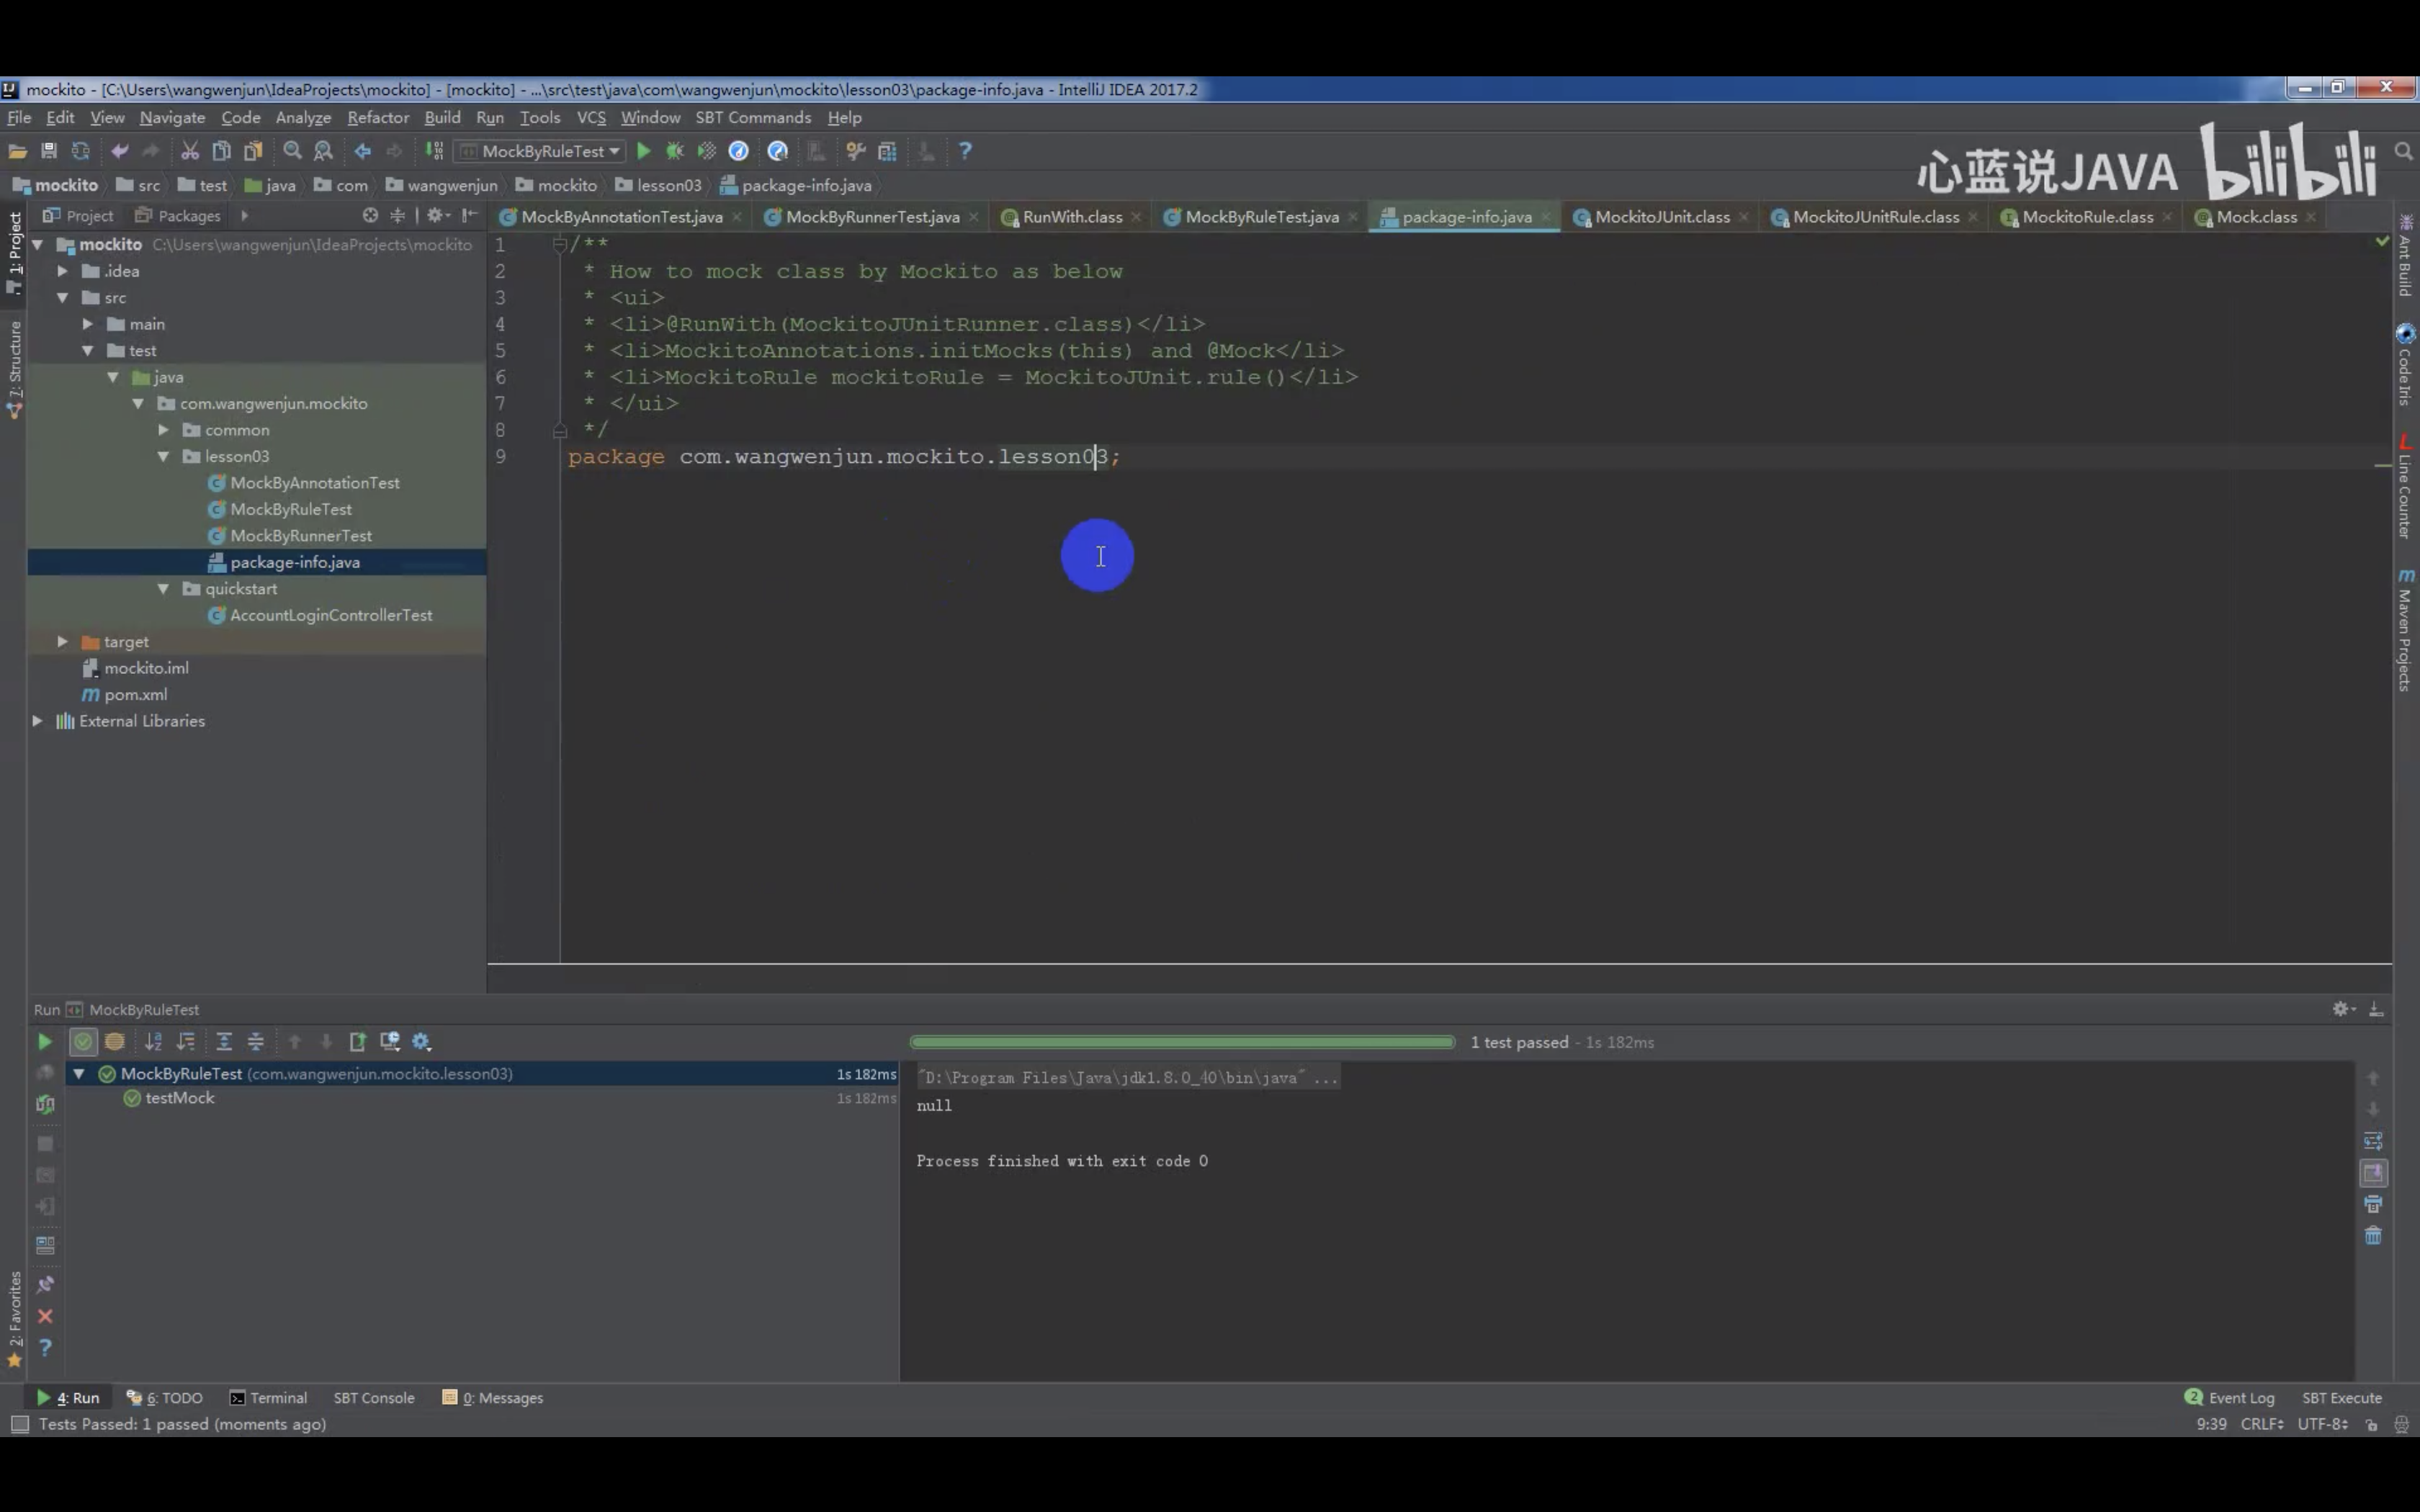 mockito - [C:\Users\wangwenjun\IdeaProjects\mockito] - [mockito] - ...\src\test\java\com\wangwenjun\mockito\lesson03\package-info.java - IntelliJ IDEA 2017.2
File Edit View Navigate Code Analyze Refactor Build Run Tools VCS Window SBT Commands Help
MockByRuleTest
心蓝说JAVA bilibili
mockito src test java com wangwenjun mockito lesson03 package-info.java
Project Packages
MockByAnnotationTest.java MockByRunnerTest.java RunWith.class MockByRuleTest.java package-info.java MockitoJUnit.class MockitoJUnitRule.class MockitoRule.class Mock.class
1: Project
7: Structure
2: Favorites
mockito C:\Users\wangwenjun\IdeaProjects\mockito
.idea
src
main
test
java
com.wangwenjun.mockito
common
lesson03
MockByAnnotationTest
MockByRuleTest
MockByRunnerTest
package-info.java
quickstart
AccountLoginControllerTest
target
mockito.iml
pom.xml
External Libraries
1 /**
2 * How to mock class by Mockito as below
3 * <ui>
4 * <li>@RunWith(MockitoJUnitRunner.class)</li>
5 * <li>MockitoAnnotations.initMocks(this) and @Mock</li>
6 * <li>MockitoRule mockitoRule = MockitoJUnit.rule()</li>
7 * </ui>
8 */
9 package com.wangwenjun.mockito.lesson03;
Ant Build
Code Iris
Line Counter
Maven Projects
Run MockByRuleTest
1 test passed - 1s 182ms
MockByRuleTest (com.wangwenjun.mockito.lesson03) 1s 182ms
testMock 1s 182ms
"D:\Program Files\Java\jdk1.8.0_40\bin\java" ...
null
Process finished with exit code 0
4: Run 6: TODO Terminal SBT Console 0: Messages 2 Event Log SBT Execute
Tests Passed: 1 passed (moments ago) 9:39 CRLF UTF-8